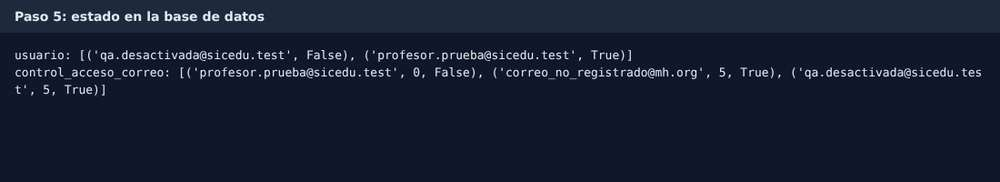 Paso 5: estado en la base de datos
usuario: [('qa.desactivada@sicedu.test', False), ('profesor.prueba@sicedu.test', True)]
control_acceso_correo: [('profesor.prueba@sicedu.test', 0, False), ('correo_no_registrado@mh.org', 5, True), ('qa.desactivada@sicedu.tes
t', 5, True)]